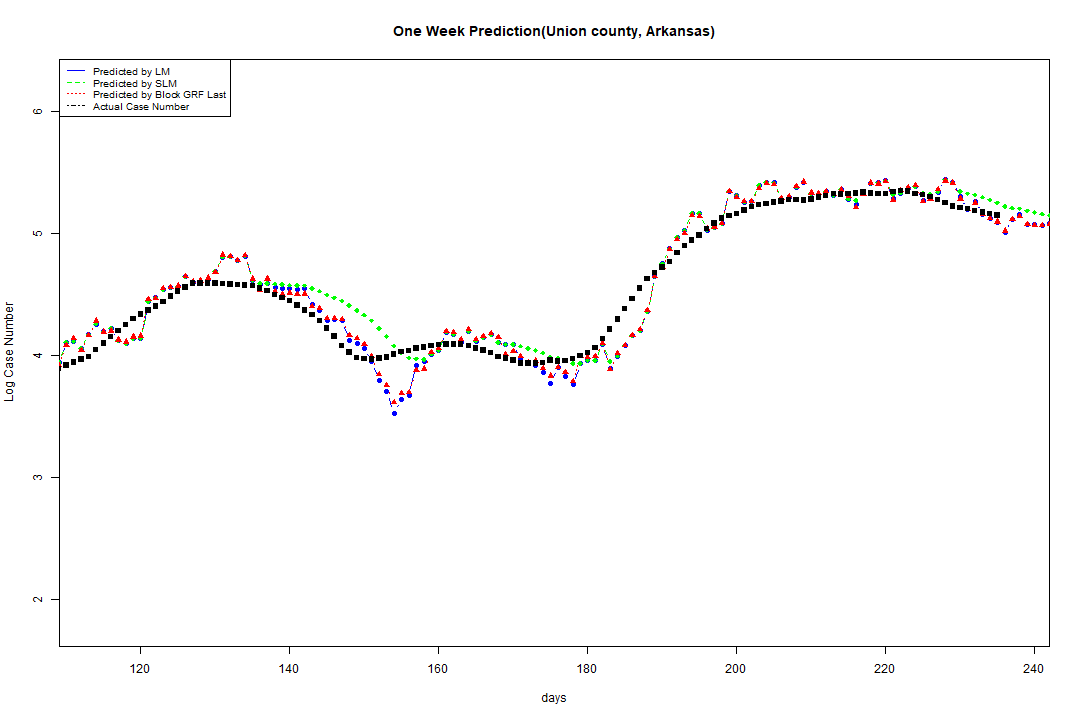 One Week Prediction(Union county, Arkansas)
Predicted by LM
Predicted by SLM
Predicted by Block GRF Last
Actual Case Number
6
5
4
3
2
Log Case Number
120 140 160 180 200 220 240
days